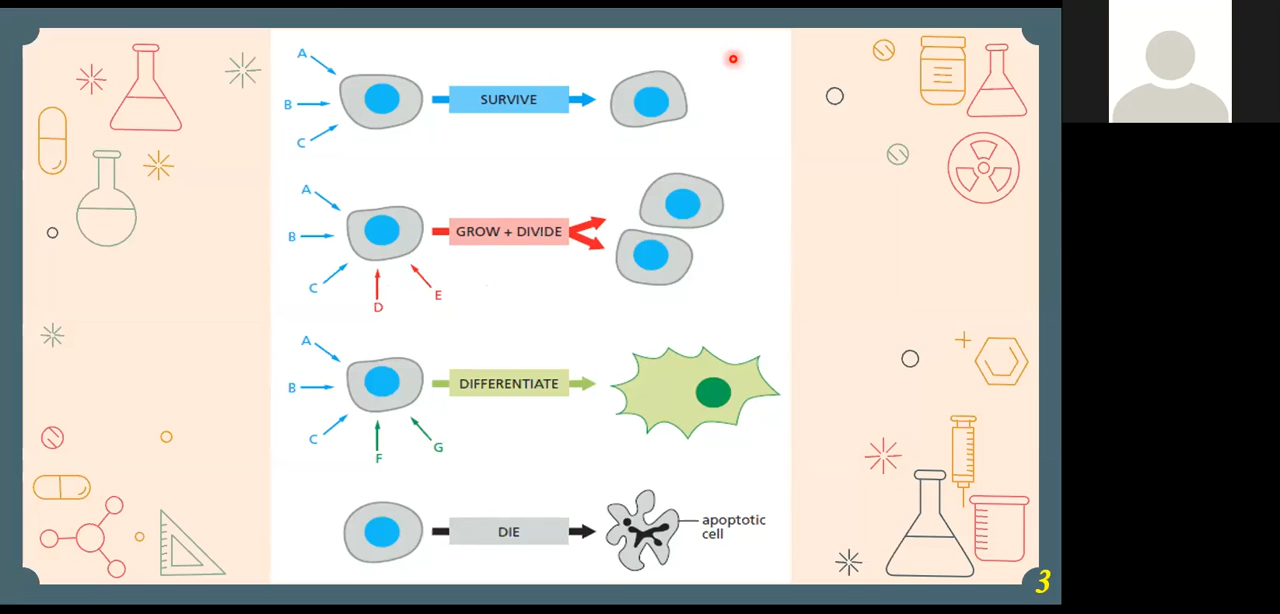 A
B
C
SURVIVE
A
B
C
D
E
GROW + DIVIDE
A
B
C
F
G
DIFFERENTIATE
DIE
apoptotic
cell
3